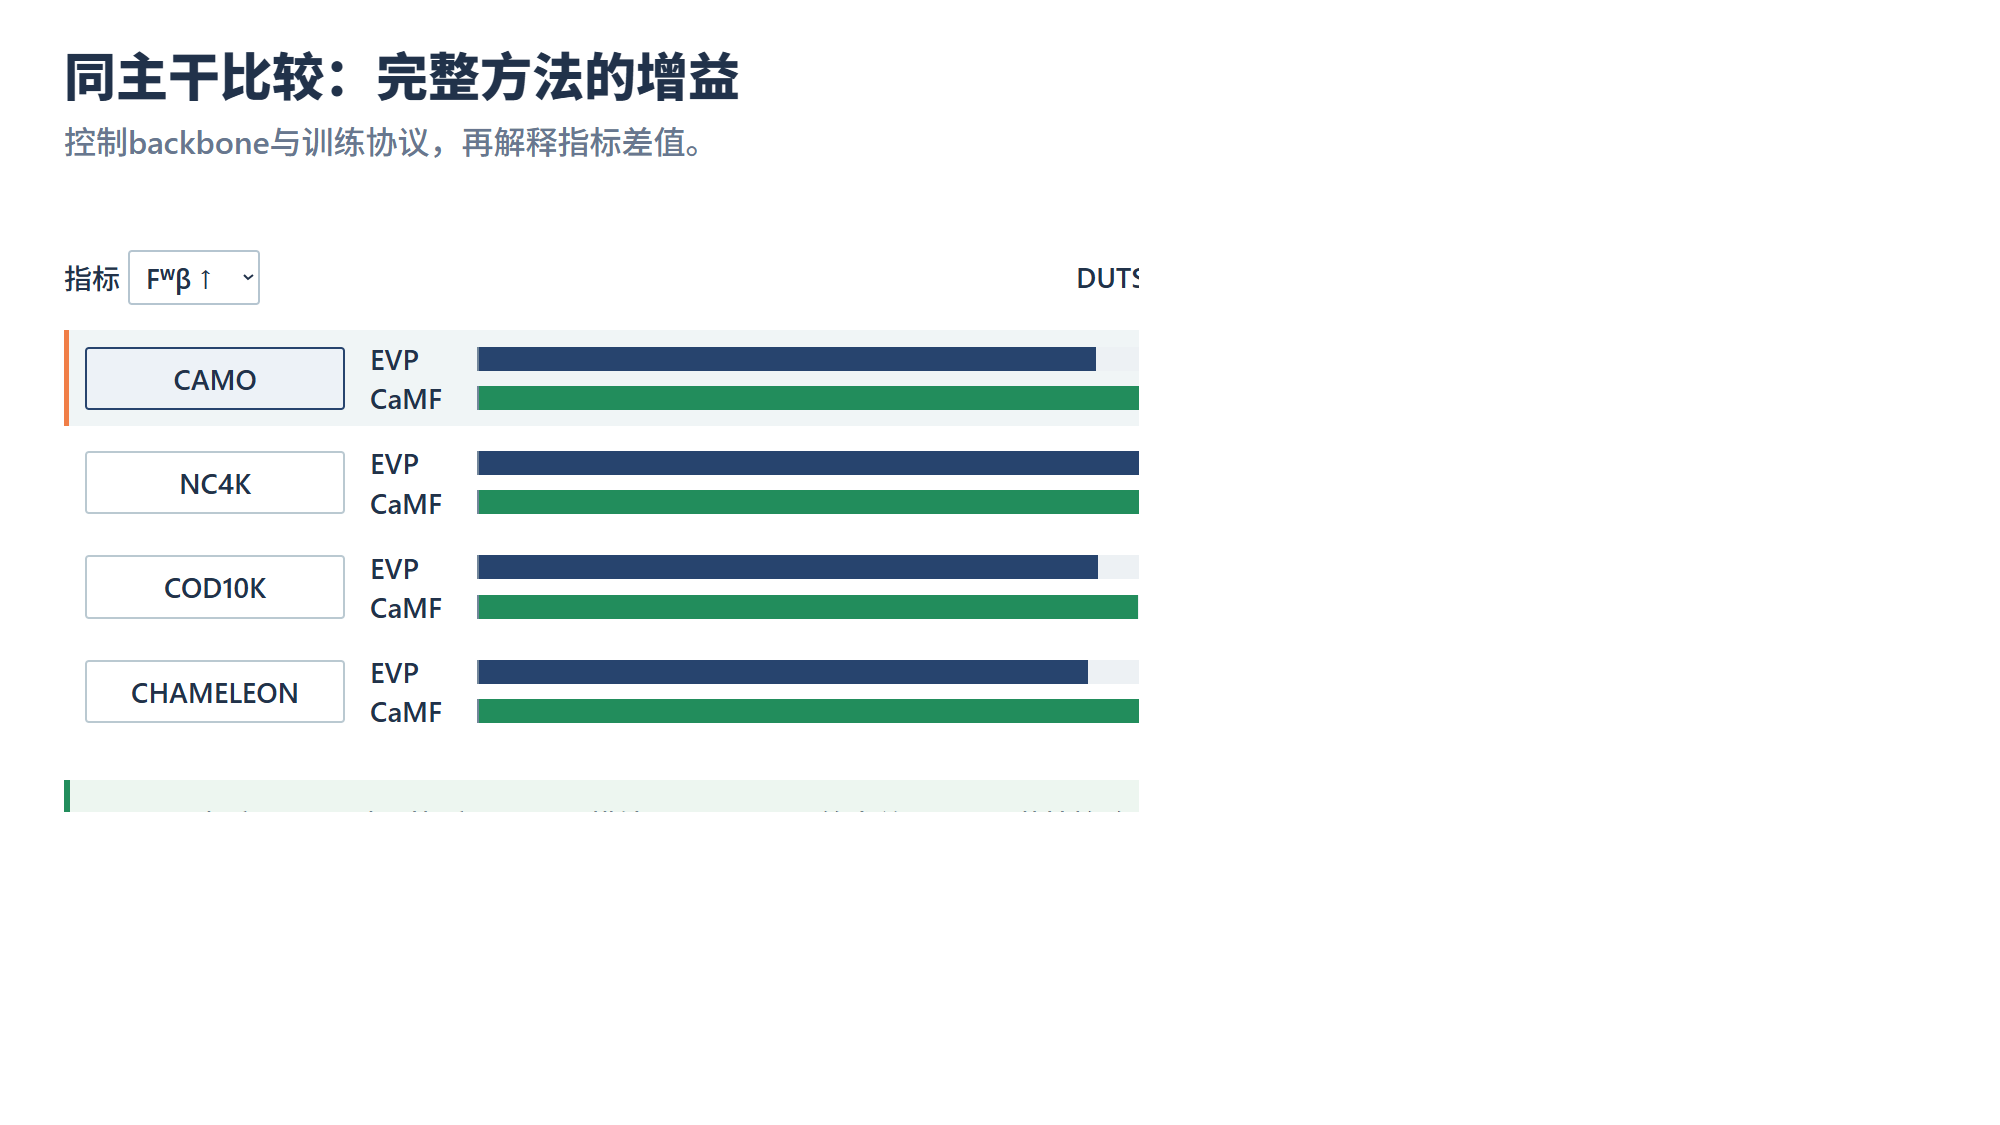 同主干比较：完整方法的增益
控制backbone与训练协议，再解释指标差值。
指标 Fʷβ ↑
DUTS
CAMO
EVP
CaMF
NC4K
EVP
CaMF
COD10K
EVP
CaMF
CHAMELEON
EVP
CaMF